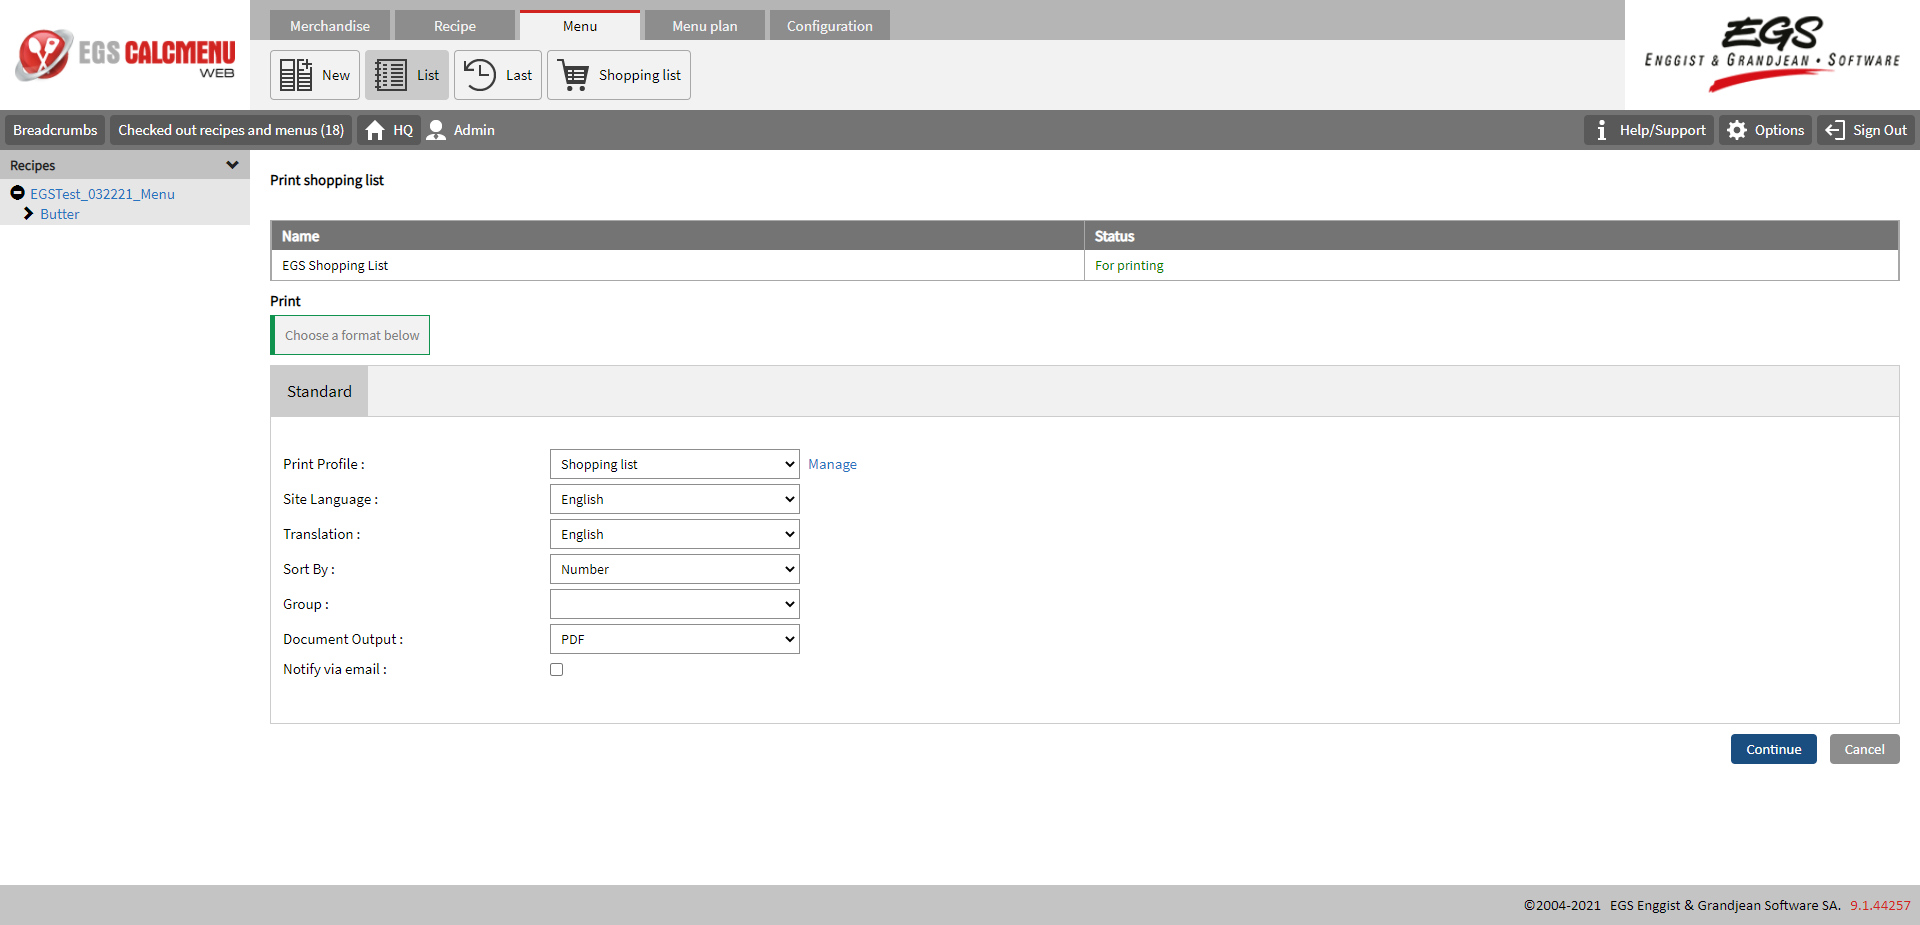 EGS CALCMENU
WEB
Merchandise Recipe Menu Menu plan Configuration
New List Last Shopping list
EGS
ENGGIST & GRANDJEAN • SOFTWARE
Breadcrumbs Checked out recipes and menus (18) HQ Admin Help/Support Options Sign Out
Recipes
EGSTest_032221_Menu
Butter
Print shopping list
Name Status
EGS Shopping List For printing
Print
Choose a format below
Standard
Print Profile : Shopping list Manage
Site Language : English
Translation : English
Sort By : Number
Group :
Document Output : PDF
Notify via email :
Continue Cancel
©2004-2021 EGS Enggist & Grandjean Software SA. 9.1.44257